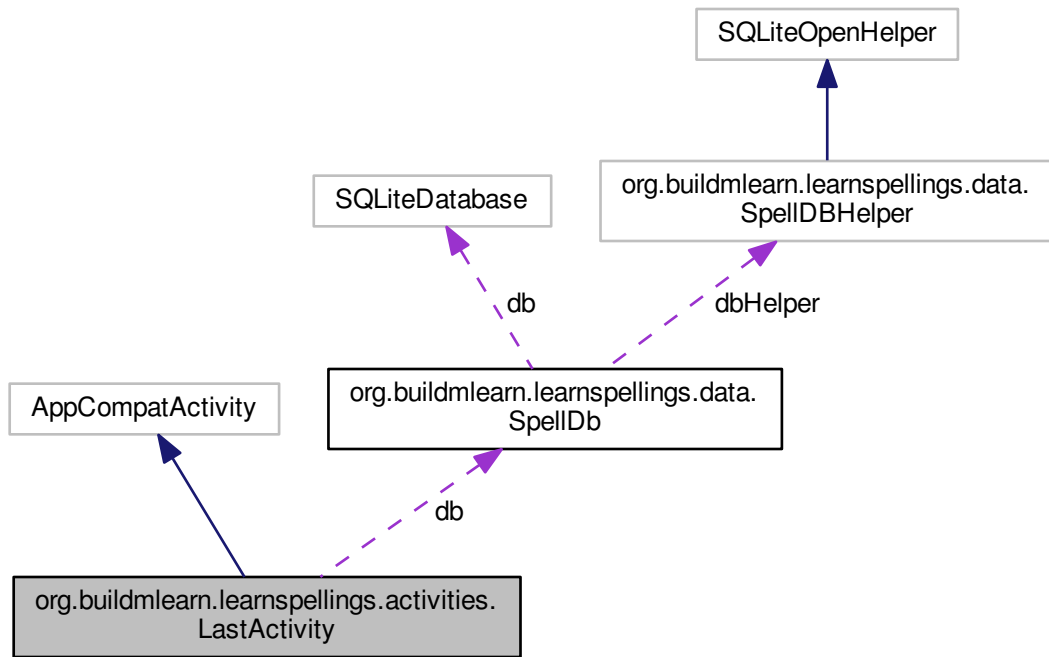 SQLiteOpenHelper
org.buildmlearn.learnspellings.data.
SpellDBHelper
SQLiteDatabase
db
dbHelper
org.buildmlearn.learnspellings.data.
SpellDb
AppCompatActivity
db
org.buildmlearn.learnspellings.activities.
LastActivity